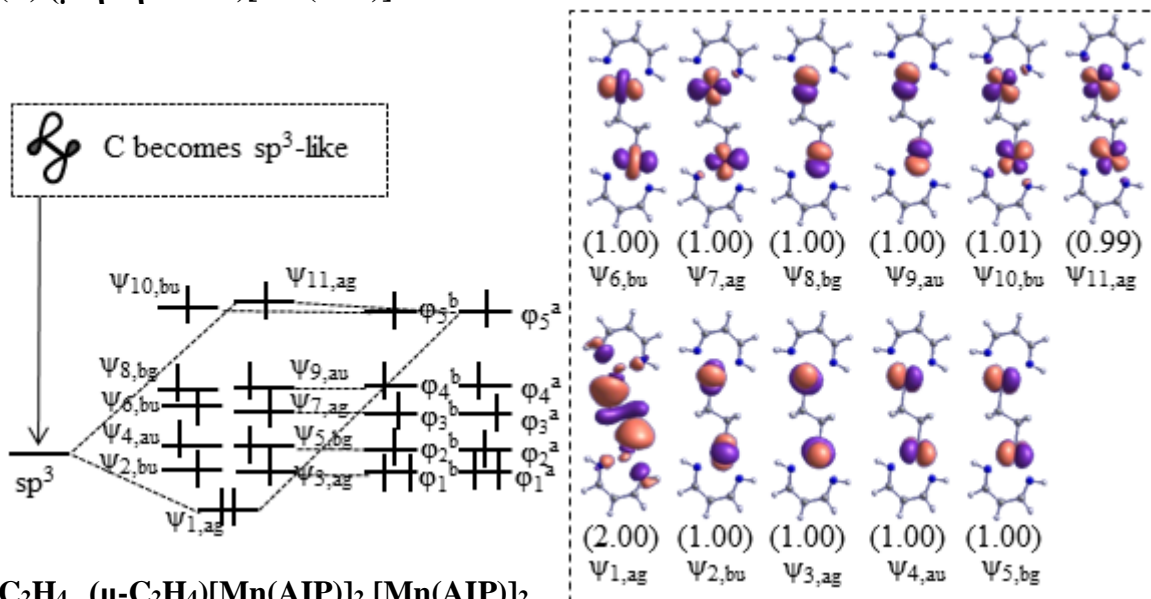 C becomes sp³-like
Ψ10,bu
Ψ11,ag
φ5ᵇ φ5ᵃ
Ψ8,bg
Ψ9,au
φ4ᵇ φ4ᵃ
Ψ6,bu
Ψ7,ag
φ3ᵇ φ3ᵃ
Ψ4,au
Ψ5,bg
φ2ᵇ φ2ᵃ
sp³
Ψ2,bu
Ψ3,ag
φ1ᵇ φ1ᵃ
Ψ1,ag
C₂H₄ (μ-C₂H₄)[Mn(AIP)]₂ [Mn(AIP)]₂
(1.00) (1.00) (1.00) (1.00) (1.01) (0.99)
Ψ6,bu Ψ7,ag Ψ8,bg Ψ9,au Ψ10,bu Ψ11,ag
(2.00) (1.00) (1.00) (1.00) (1.00)
Ψ1,ag Ψ2,bu Ψ3,ag Ψ4,au Ψ5,bg